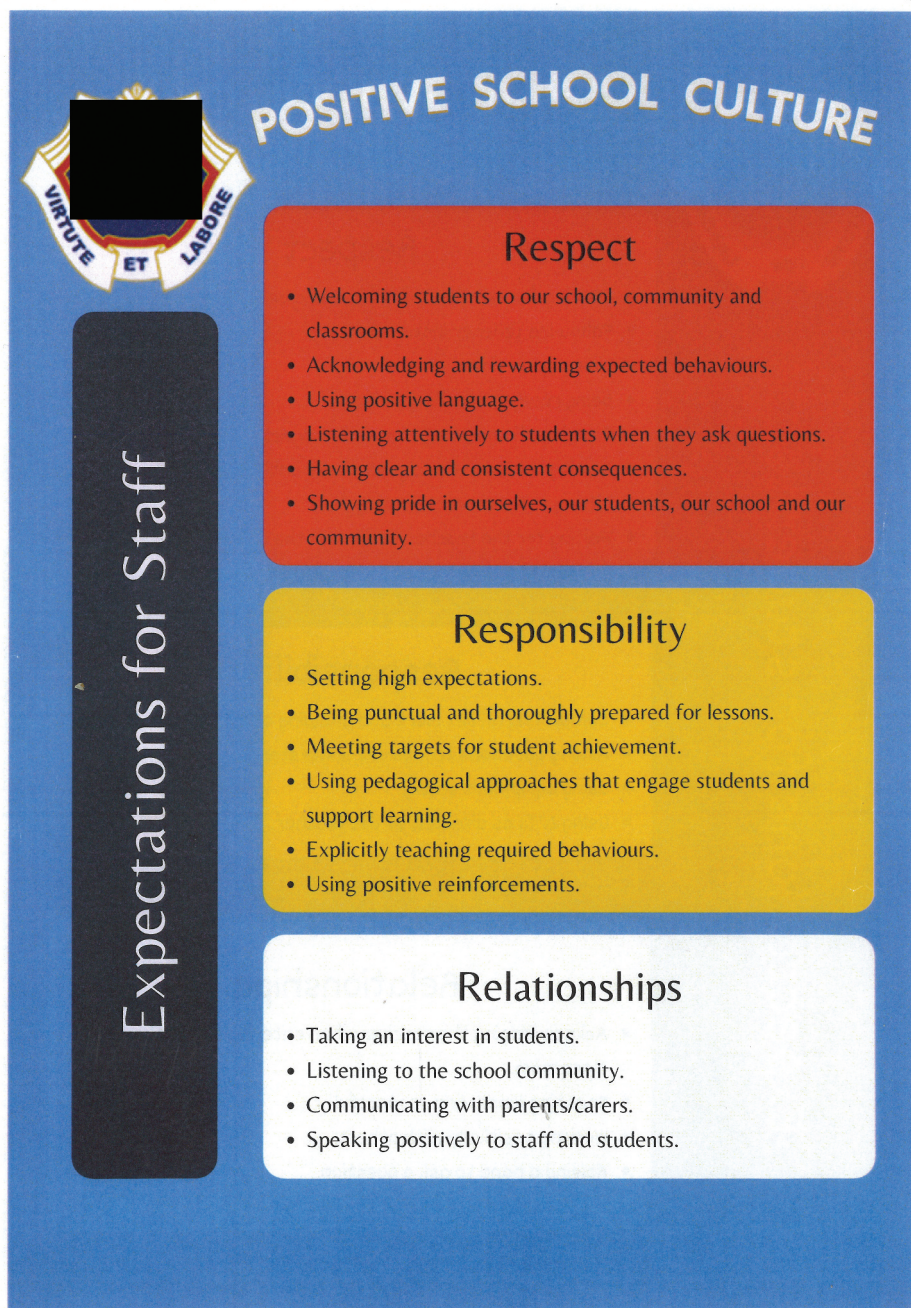 POSITIVE SCHOOL CULTURE
VIRTUTE ET LABORE
Expectations for Staff
Respect
• Welcoming students to our school, community and
classrooms.
• Acknowledging and rewarding expected behaviours.
• Using positive language.
• Listening attentively to students when they ask questions.
• Having clear and consistent consequences.
• Showing pride in ourselves, our students, our school and our
community.
Responsibility
• Setting high expectations.
• Being punctual and thoroughly prepared for lessons.
• Meeting targets for student achievement.
• Using pedagogical approaches that engage students and
support learning.
• Explicitly teaching required behaviours.
• Using positive reinforcements.
Relationships
• Taking an interest in students.
• Listening to the school community.
• Communicating with parents/carers.
• Speaking positively to staff and students.